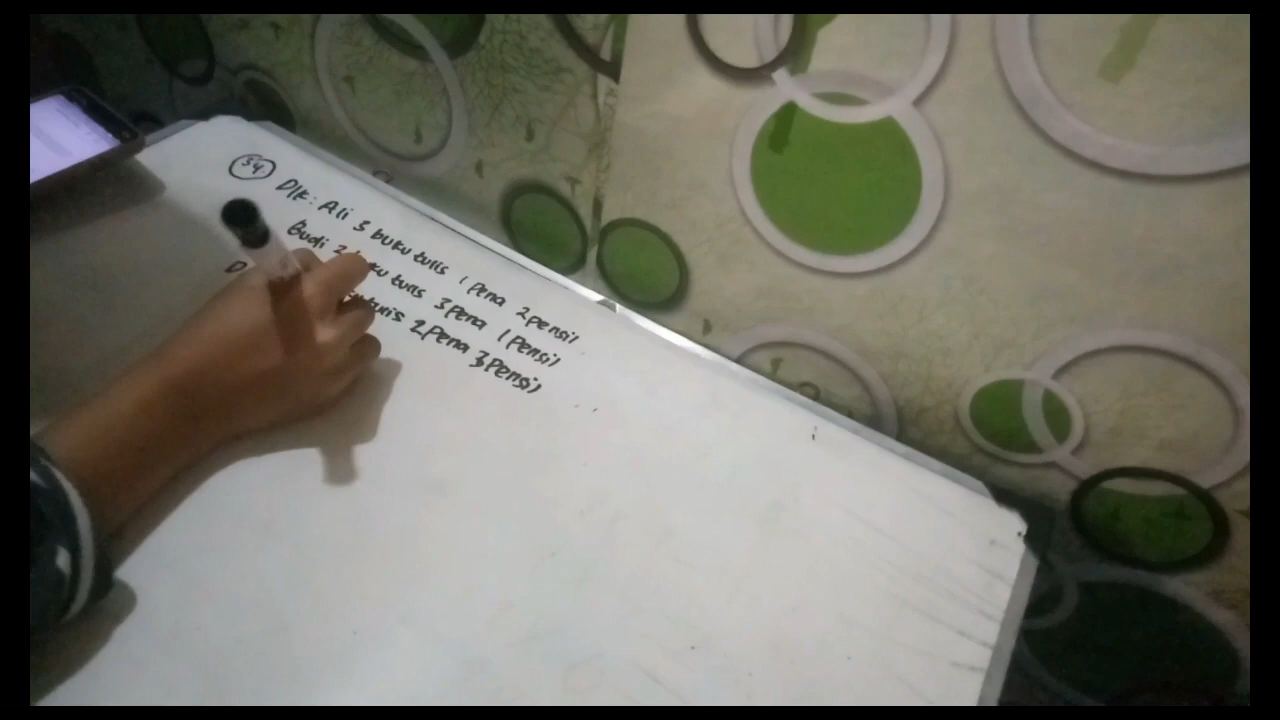 54.
Dik: Ali 3 buku tulis 1 Pena 2 pensil
Budi 2 buku tulis 3 Pena 1 Pensil
D tulis 2 Pena 3 Pensil